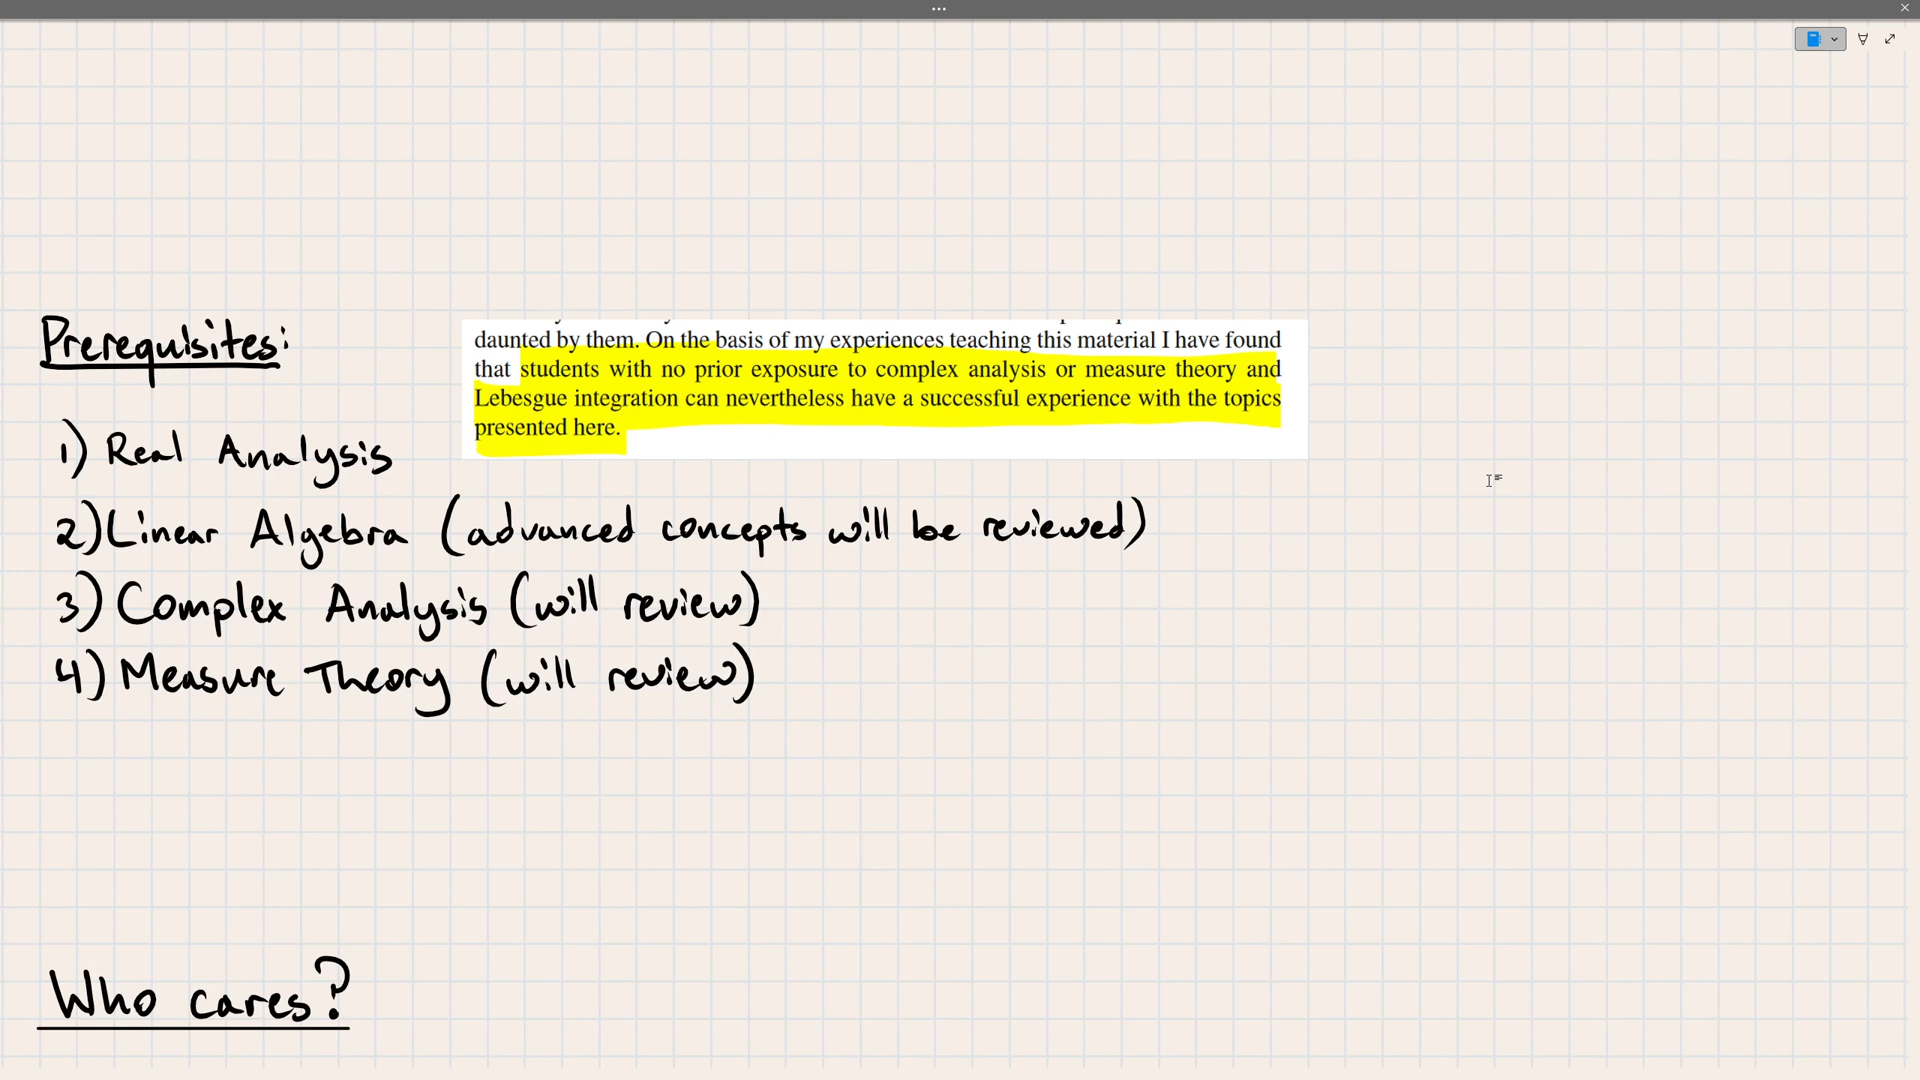 Prerequisites:
daunted by them. On the basis of my experiences teaching this material I have found
that students with no prior exposure to complex analysis or measure theory and
Lebesgue integration can nevertheless have a successful experience with the topics
presented here.
1) Real Analysis
2) Linear Algebra (advanced concepts will be reviewed)
3) Complex Analysis (will review)
4) Measure Theory (will review)
Who cares?